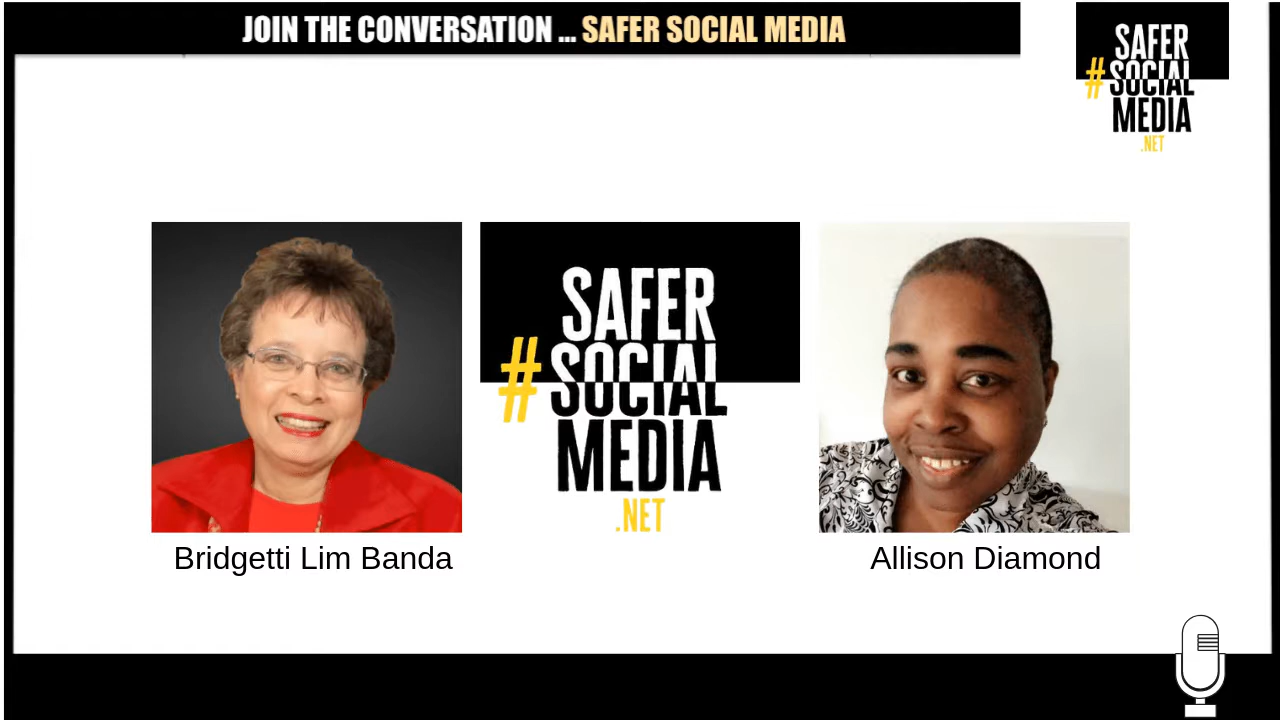 JOIN THE CONVERSATION ... SAFER SOCIAL MEDIA
SAFER
# SOCIAL
MEDIA
.NET
SAFER
# SOCIAL
MEDIA
.NET
Bridgetti Lim Banda
Allison Diamond